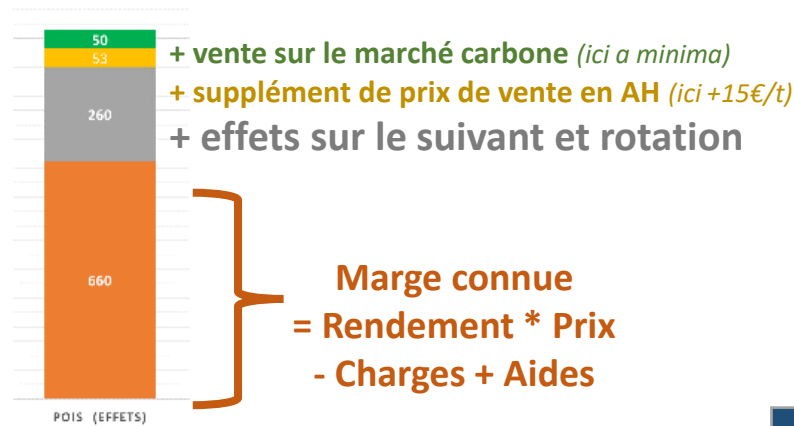 50
+ vente sur le marché carbone (ici a minima)
53
+ supplément de prix de vente en AH (ici +15€/t)
260
+ effets sur le suivant et rotation
660
Marge connue
= Rendement * Prix
- Charges + Aides
POIS (EFFETS)